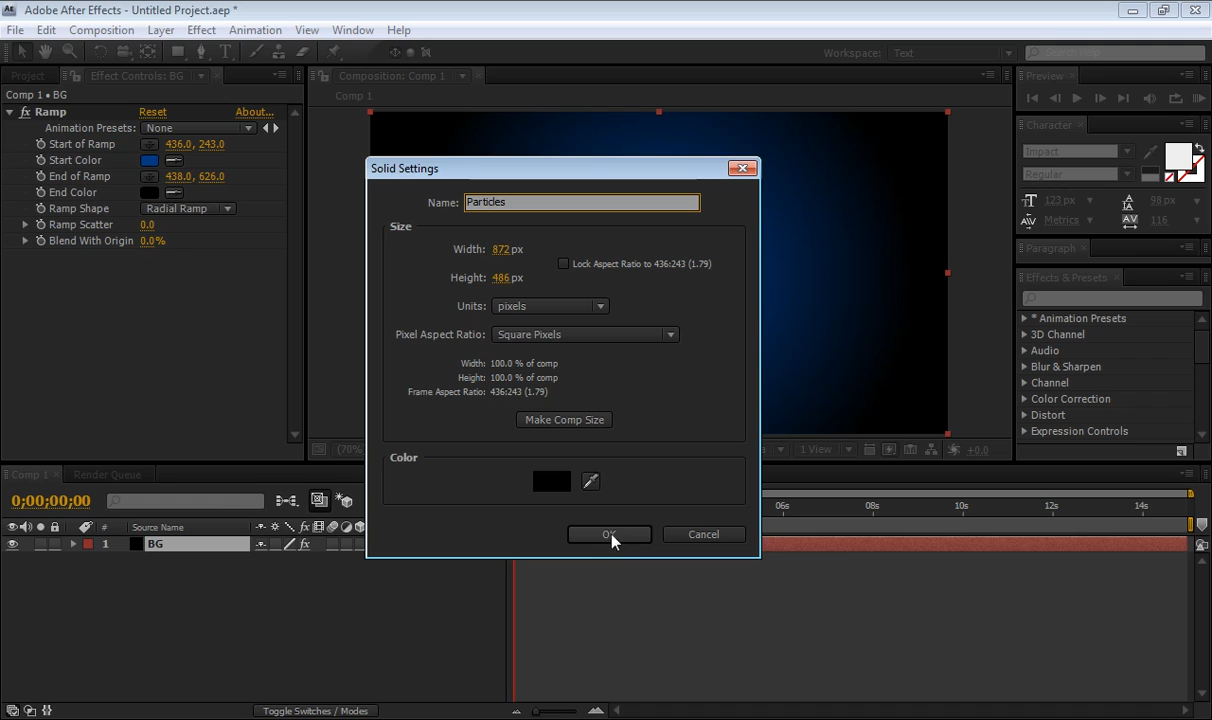 Adobe After Effects - Untitled Project.aep *
File Edit Composition Layer Effect Animation View Window Help
Workspace: Text Search Help
Project Effect Controls: BG Composition: Comp 1 Preview
Comp 1 • BG
Comp 1
fx Ramp Reset About...
Animation Presets: None
Start of Ramp 436.0, 243.0
Start Color
End of Ramp 438.0, 626.0
End Color
Ramp Shape Radial Ramp
Ramp Scatter 0.0
Blend With Origin 0.0%
Solid Settings
Name: Particles
Size
Width: 872 px
Lock Aspect Ratio to 436:243 (1.79)
Height: 486 px
Units: pixels
Pixel Aspect Ratio: Square Pixels
Width: 100.0 % of comp
Height: 100.0 % of comp
Frame Aspect Ratio: 436:243 (1.79)
Make Comp Size
Color
OK Cancel
Character
Impact
Regular
123 px 98 px
Metrics 116
Paragraph
Effects & Presets
* Animation Presets
3D Channel
Audio
Blur & Sharpen
Channel
Color Correction
Distort
Expression Controls
(70%) 1 View +0.0
Comp 1 Render Queue
0;00;00;00
06s 08s 10s 12s 14s
# Source Name fx
1 BG fx
Toggle Switches / Modes